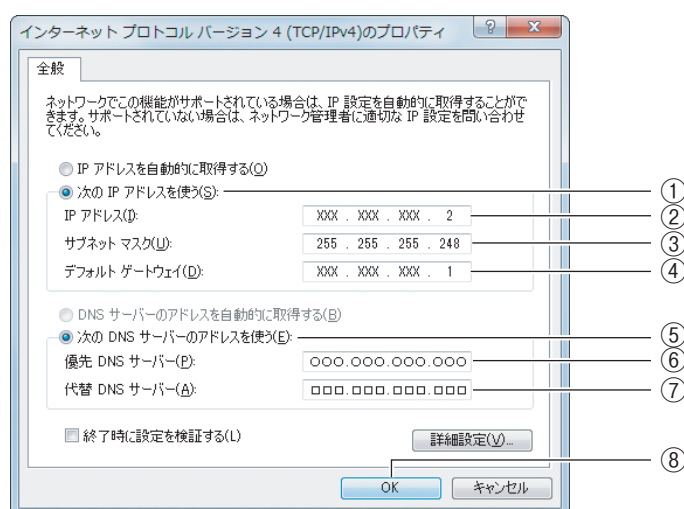 インターネット プロトコル バージョン 4 (TCP/IPv4)のプロパティ
全般
ネットワークでこの機能がサポートされている場合は、IP 設定を自動的に取得することがで
きます。サポートされていない場合は、ネットワーク管理者に適切な IP 設定を問い合わせ
てください。
IP アドレスを自動的に取得する(O)
次の IP アドレスを使う(S): ①
IP アドレス(I): XXX . XXX . XXX . 2 ②
サブネット マスク(U): 255 . 255 . 255 . 248 ③
デフォルト ゲートウェイ(D): XXX . XXX . XXX . 1 ④
DNS サーバーのアドレスを自動的に取得する(B)
次の DNS サーバーのアドレスを使う(E): ⑤
優先 DNS サーバー(P): ○○○.○○○.○○○.○○○ ⑥
代替 DNS サーバー(A): □□□.□□□.□□□.□□□ ⑦
終了時に設定を検証する(L) 詳細設定(V)...
⑧
OK キャンセル